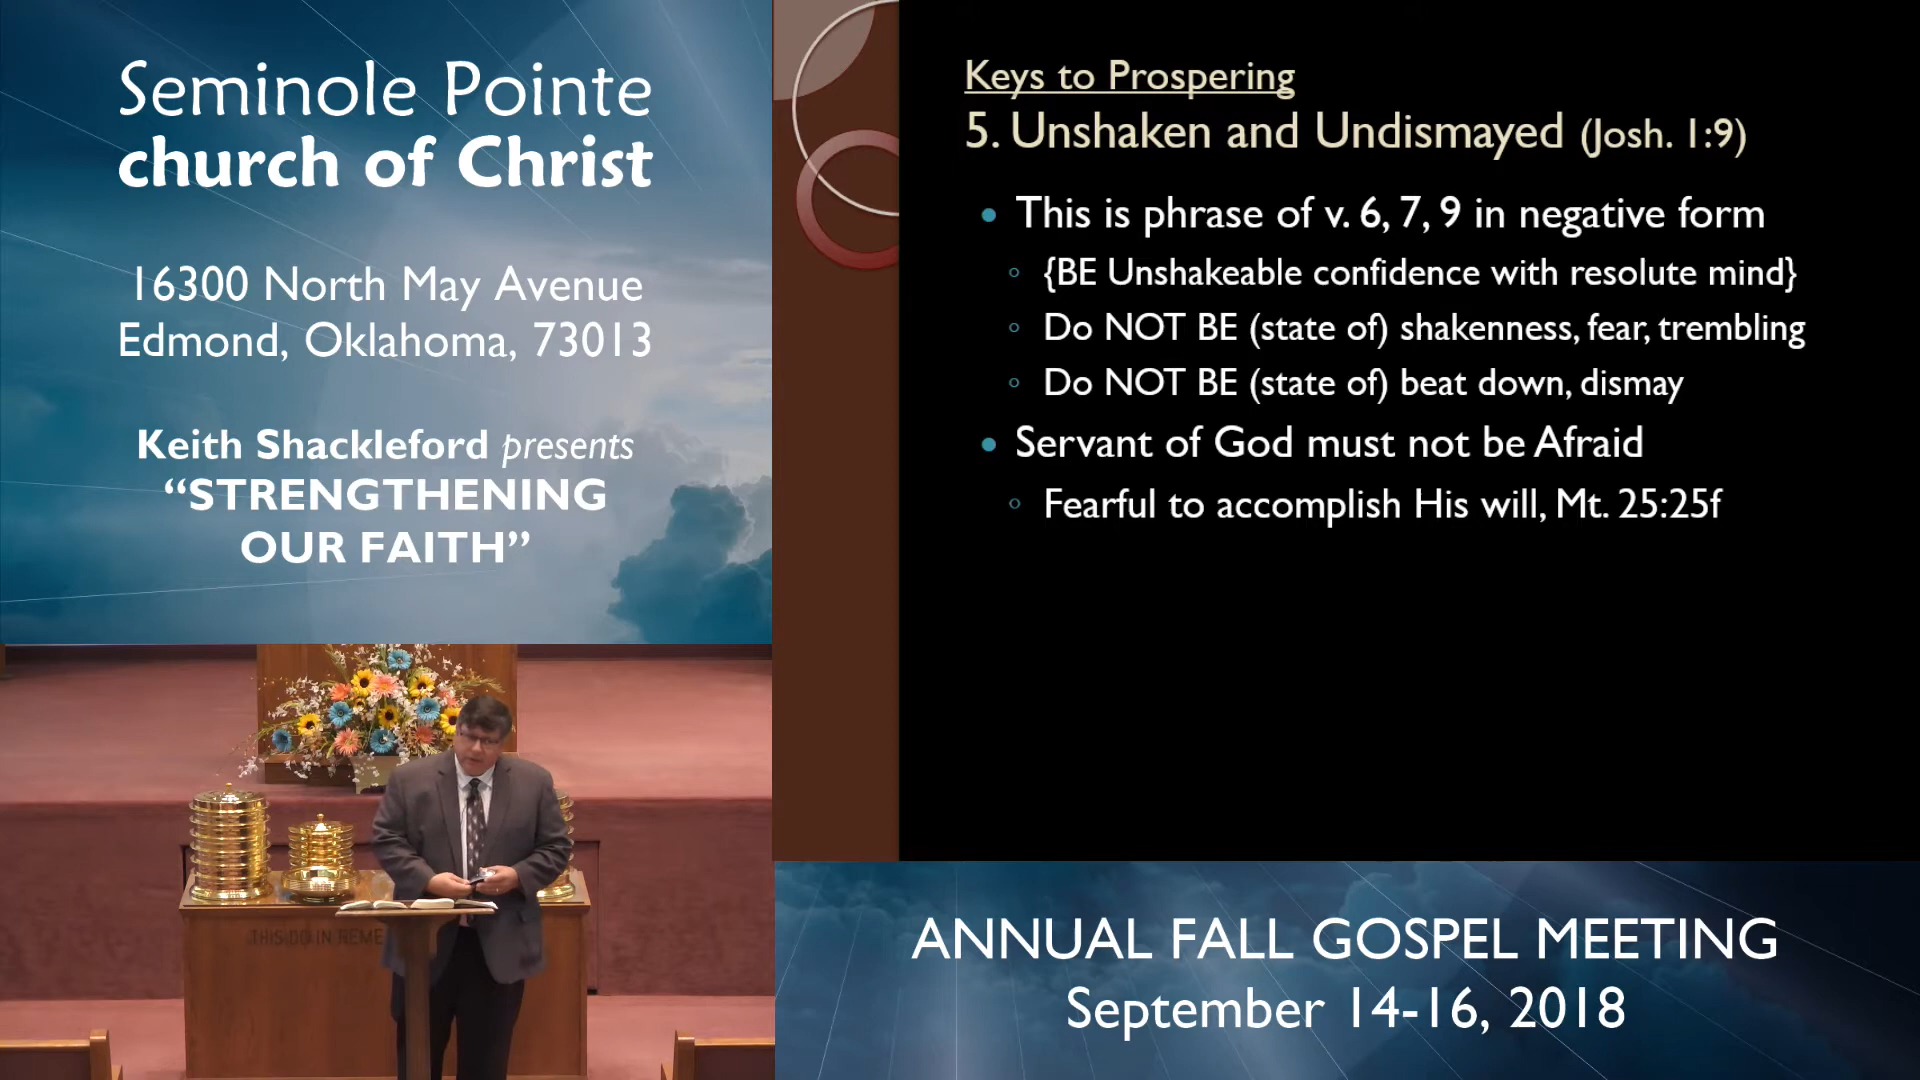 Seminole Pointe
church of Christ
16300 North May Avenue
Edmond, Oklahoma, 73013
Keith Shackleford presents
“STRENGTHENING
OUR FAITH”
Keys to Prospering
5. Unshaken and Undismayed (Josh. 1:9)
• This is phrase of v. 6, 7, 9 in negative form
◦ {BE Unshakeable confidence with resolute mind}
◦ Do NOT BE (state of) shakenness, fear, trembling
◦ Do NOT BE (state of) beat down, dismay
• Servant of God must not be Afraid
◦ Fearful to accomplish His will, Mt. 25:25f
THIS DO IN REME
ANNUAL FALL GOSPEL MEETING
September 14-16, 2018